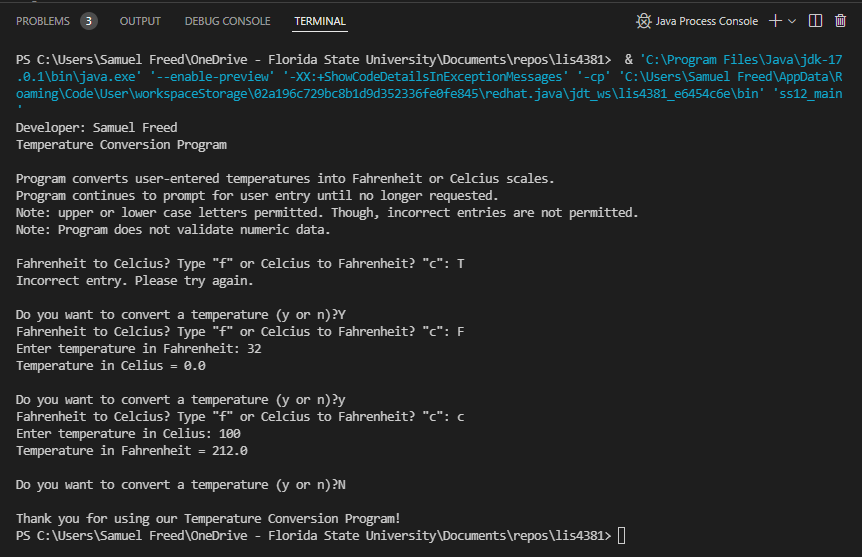 PROBLEMS 3 OUTPUT DEBUG CONSOLE TERMINAL Java Process Console
PS C:\Users\Samuel Freed\OneDrive - Florida State University\Documents\repos\lis4381>  & 'C:\Program Files\Java\jdk-17
.0.1\bin\java.exe' '--enable-preview' '-XX:+ShowCodeDetailsInExceptionMessages' '-cp' 'C:\Users\Samuel Freed\AppData\R
oaming\Code\User\workspaceStorage\02a196c729bc8b1d9d352336fe0fe845\redhat.java\jdt_ws\lis4381_e6454c6e\bin' 'ss12_main
'
Developer: Samuel Freed
Temperature Conversion Program
Program converts user-entered temperatures into Fahrenheit or Celcius scales.
Program continues to prompt for user entry until no longer requested.
Note: upper or lower case letters permitted. Though, incorrect entries are not permitted.
Note: Program does not validate numeric data.
Fahrenheit to Celcius? Type "f" or Celcius to Fahrenheit? "c": T
Incorrect entry. Please try again.
Do you want to convert a temperature (y or n)?Y
Fahrenheit to Celcius? Type "f" or Celcius to Fahrenheit? "c": F
Enter temperature in Fahrenheit: 32
Temperature in Celius = 0.0
Do you want to convert a temperature (y or n)?y
Fahrenheit to Celcius? Type "f" or Celcius to Fahrenheit? "c": c
Enter temperature in Celius: 100
Temperature in Fahrenheit = 212.0
Do you want to convert a temperature (y or n)?N
Thank you for using our Temperature Conversion Program!
PS C:\Users\Samuel Freed\OneDrive - Florida State University\Documents\repos\lis4381>